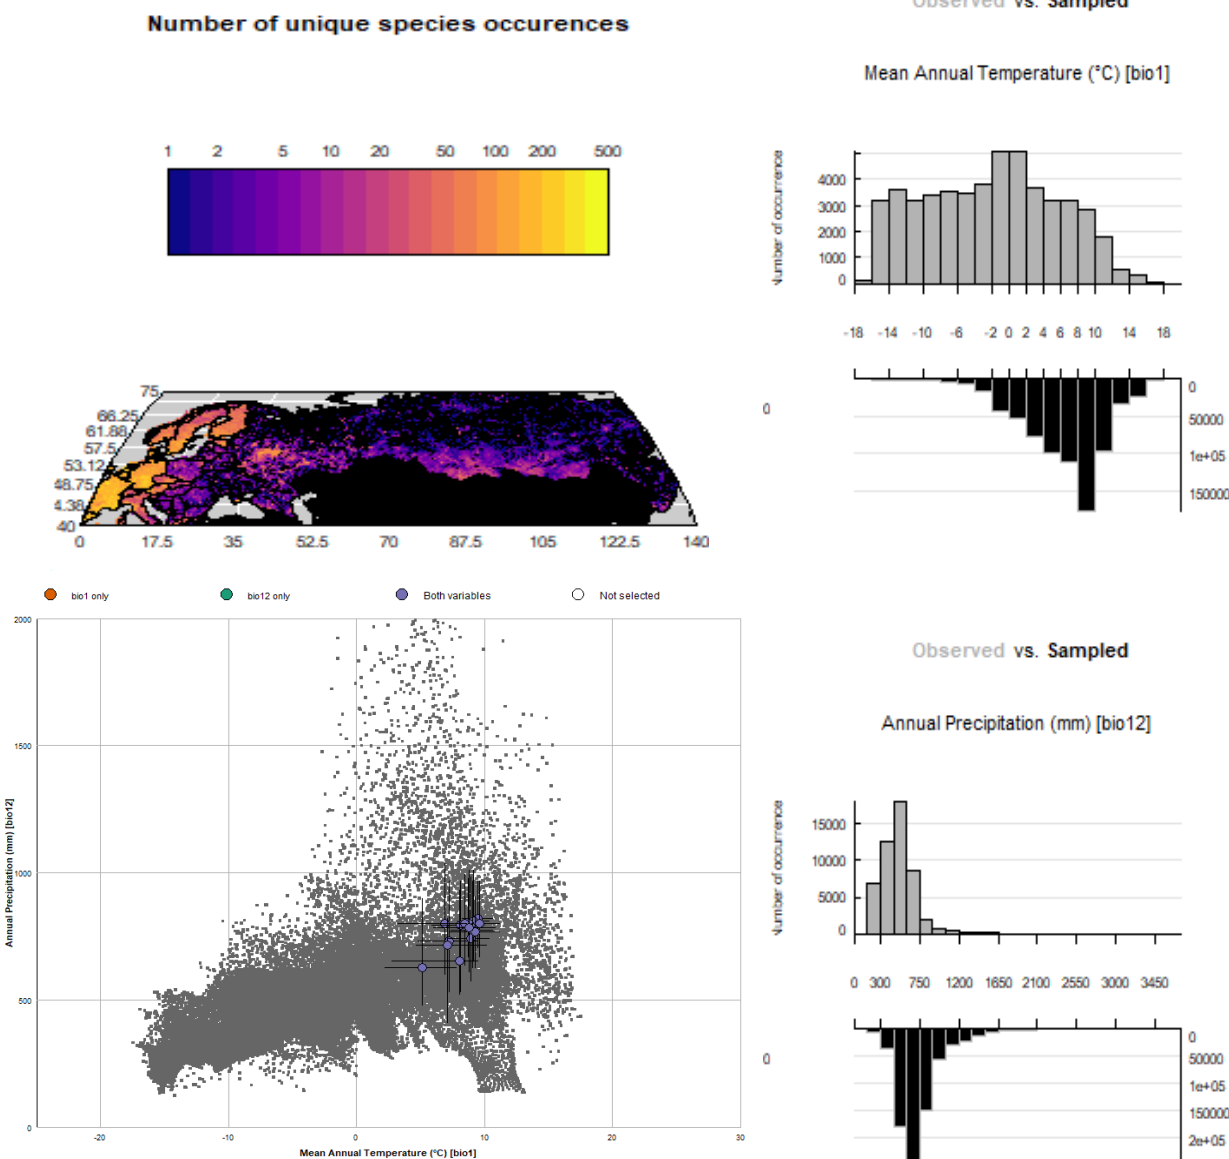 Number of unique species occurences
1 2 5 10 20 50 100 200 500
75
66.25
61.88
57.5
53.12
48.75
4.38
40
0 17.5 35 52.5 70 87.5 105 122.5 140
Observed vs. Sampled
Mean Annual Temperature (°C) [bio1]
Number of occurrence
4000
3000
2000
1000
0
-18 -14 -10 -6 -2 0 2 4 6 8 10 14 18
0
0
50000
1e+05
150000
bio1 only bio12 only Both variables Not selected
Annual Precipitation (mm) [bio12]
2000
1500
1000
500
0
-20 -10 0 10 20 30
Mean Annual Temperature (°C) [bio1]
Observed vs. Sampled
Annual Precipitation (mm) [bio12]
Number of occurrence
15000
10000
5000
0
0 300 750 1200 1650 2100 2550 3000 3450
0
0
50000
1e+05
150000
2e+05